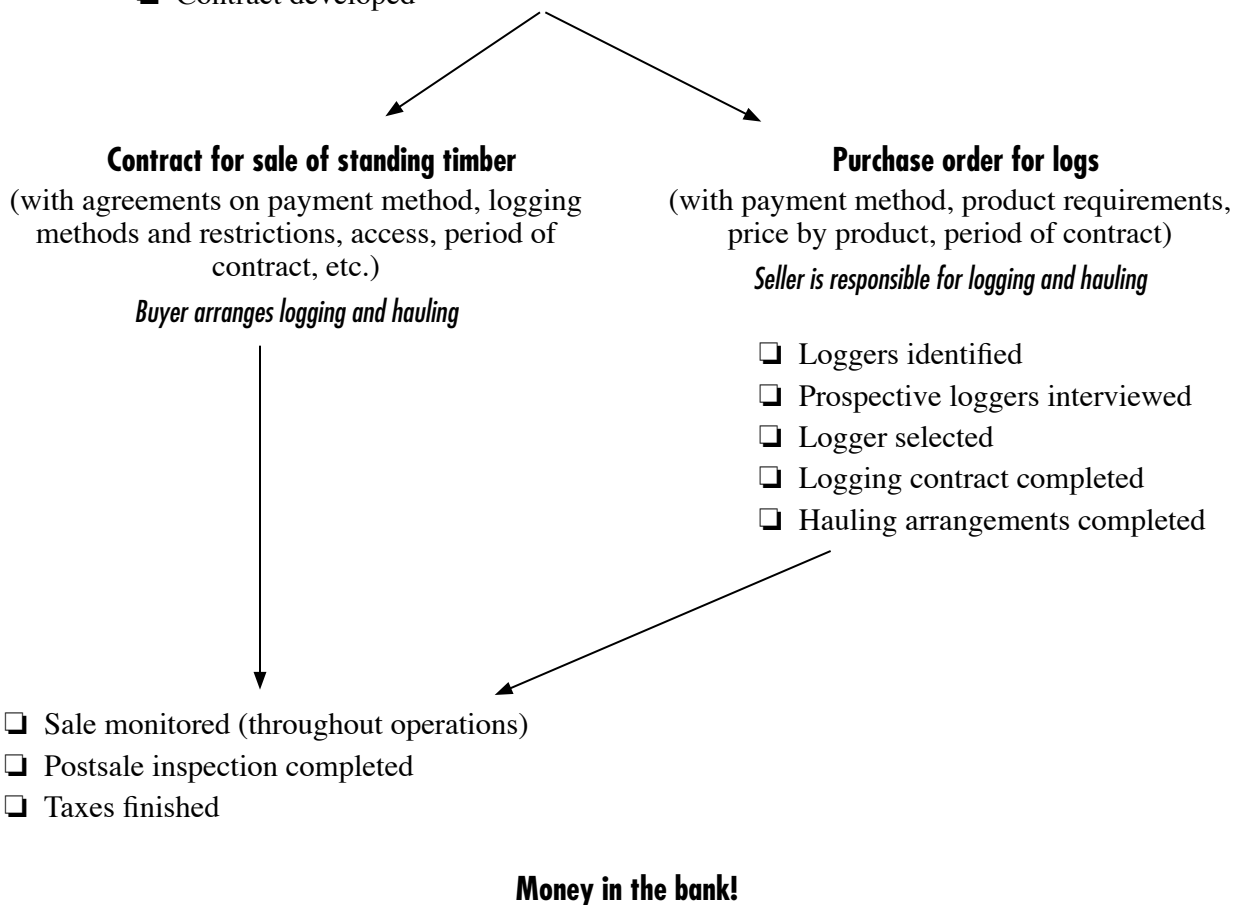 ❏ Contract developed
Contract for sale of standing timber
(with agreements on payment method, logging
methods and restrictions, access, period of
contract, etc.)
Buyer arranges logging and hauling
Purchase order for logs
(with payment method, product requirements,
price by product, period of contract)
Seller is responsible for logging and hauling
❏ Loggers identified
❏ Prospective loggers interviewed
❏ Logger selected
❏ Logging contract completed
❏ Hauling arrangements completed
❏ Sale monitored (throughout operations)
❏ Postsale inspection completed
❏ Taxes finished
Money in the bank!